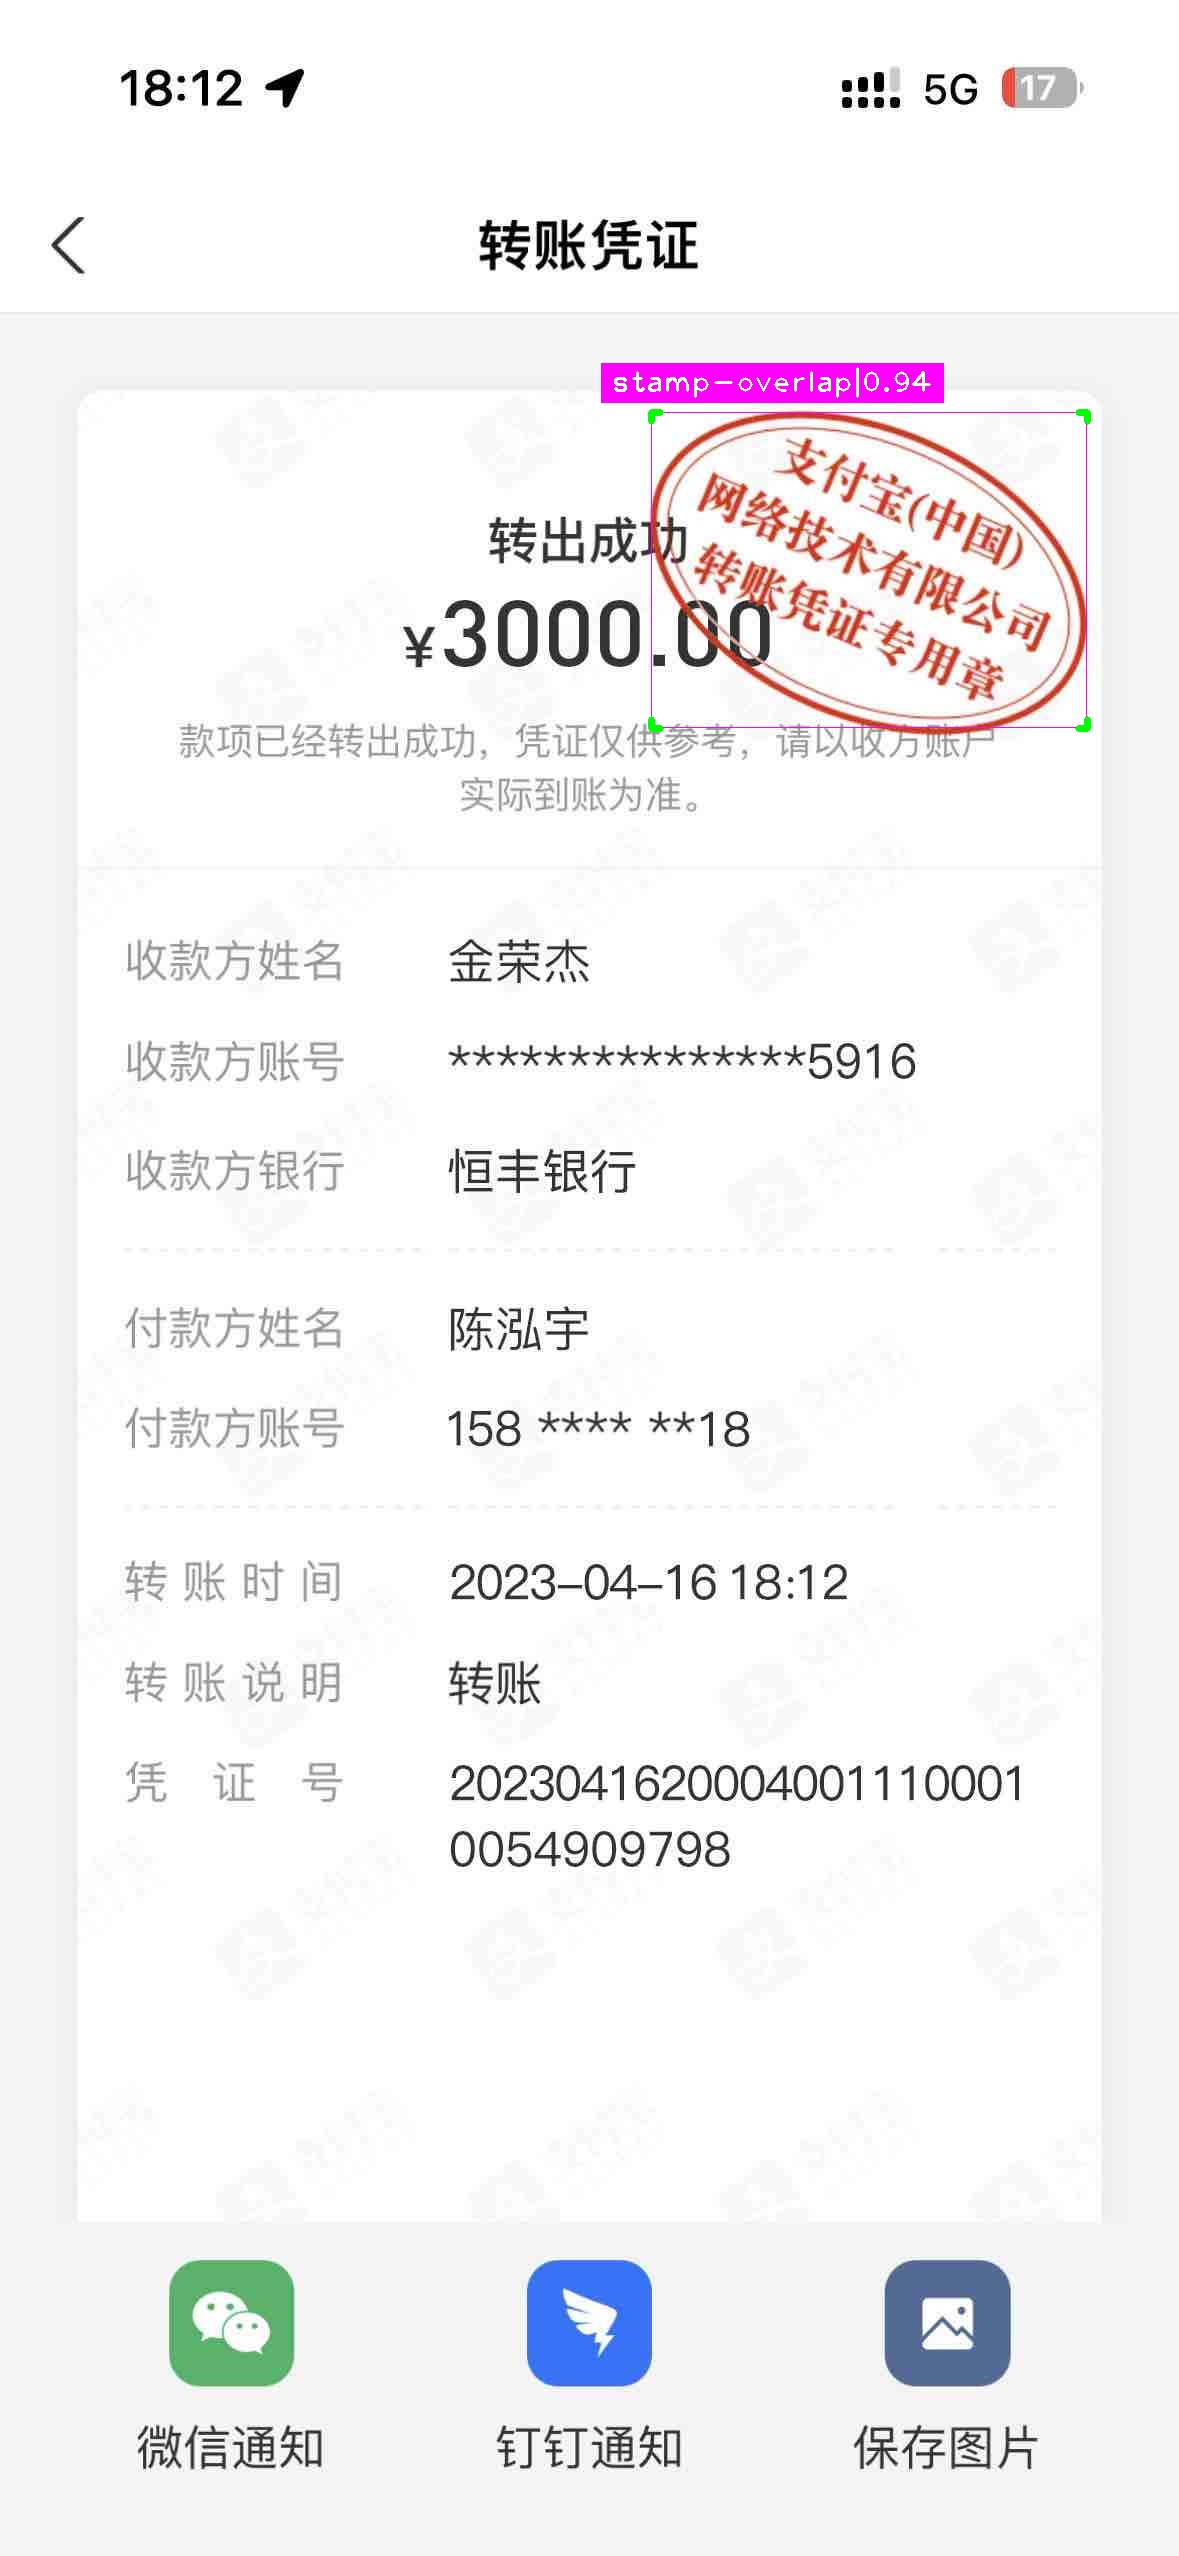 18:12
5G
17
转账凭证
stamp-overlap|0.94
支付宝(中国)
网络技术有限公司
转账凭证专用章
转出成功
¥3000.00
款项已经转出成功，凭证仅供参考，请以收方账户
实际到账为准。
收款方姓名 金荣杰
收款方账号 ***************5916
收款方银行 恒丰银行
付款方姓名 陈泓宇
付款方账号 158 **** **18
转账时间 2023-04-16 18:12
转账说明 转账
凭证号 2023041620004001110001
0054909798
微信通知 钉钉通知 保存图片